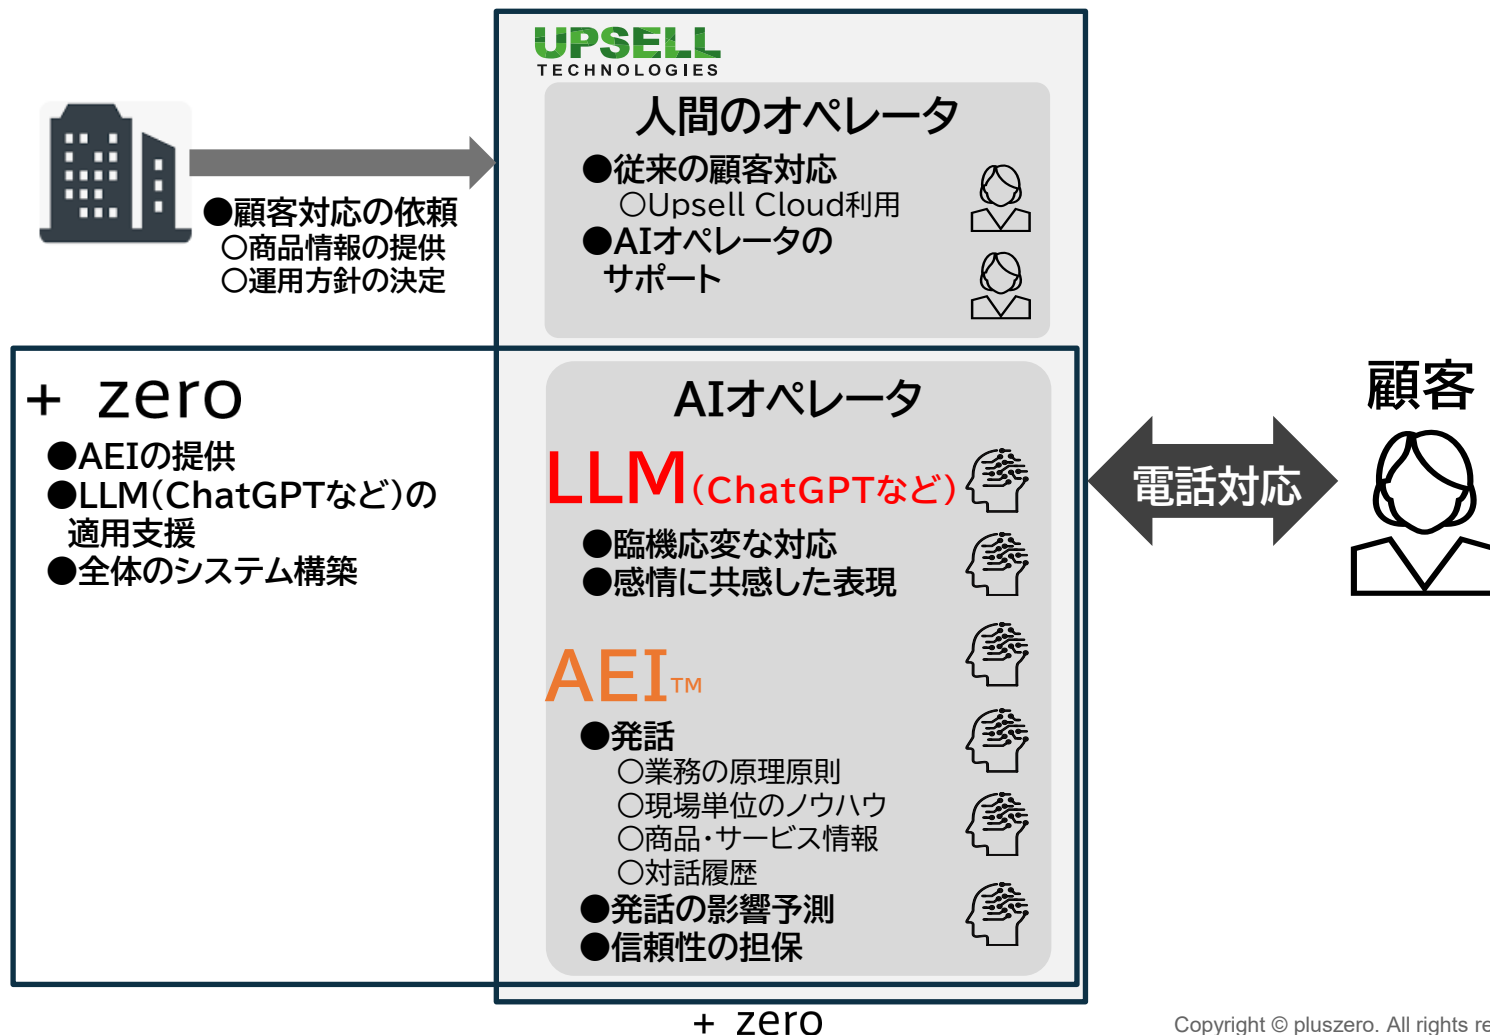 UPSELL
TECHNOLOGIES
人間のオペレータ
●従来の顧客対応
○Upsell Cloud利用
●AIオペレータの
サポート
●顧客対応の依頼
○商品情報の提供
○運用方針の決定
+ zero
●AEIの提供
●LLM(ChatGPTなど)の
適用支援
●全体のシステム構築
AIオペレータ
LLM(ChatGPTなど)
●臨機応変な対応
●感情に共感した表現
AEI™
●発話
○業務の原理原則
○現場単位のノウハウ
○商品・サービス情報
○対話履歴
●発話の影響予測
●信頼性の担保
電話対応
顧客
+ zero
Copyright © pluszero. All rights re